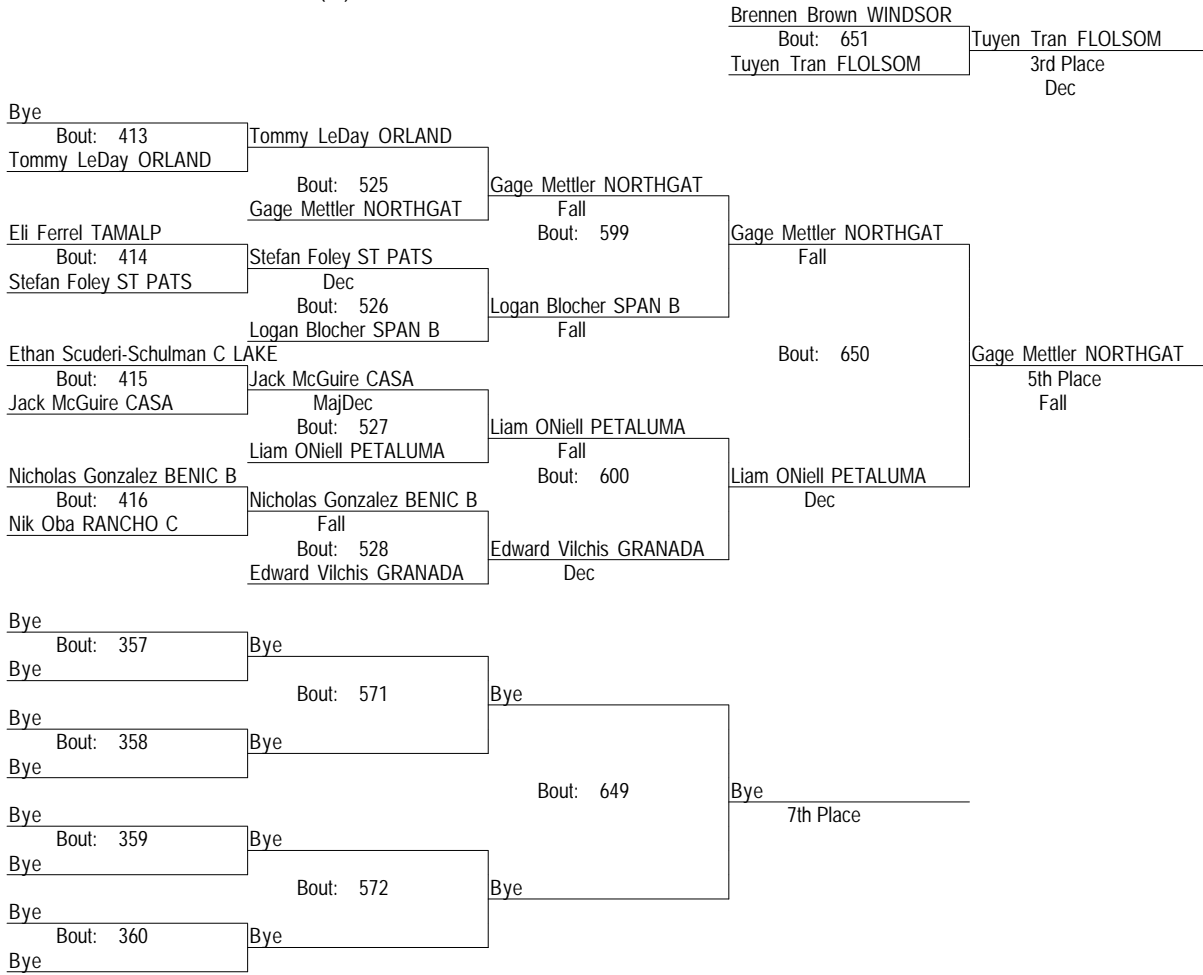 Brennen Brown WINDSOR
Bout: 651
Tuyen Tran FLOLSOM
Tuyen Tran FLOLSOM
3rd Place
Dec
Bye
Bout: 413
Tommy LeDay ORLAND
Tommy LeDay ORLAND
Bout: 525
Gage Mettler NORTHGAT
Gage Mettler NORTHGAT
Fall
Bout: 599
Eli Ferrel TAMALP
Bout: 414
Stefan Foley ST PATS
Stefan Foley ST PATS
Dec
Bout: 526
Logan Blocher SPAN B
Logan Blocher SPAN B
Fall
Gage Mettler NORTHGAT
Fall
Ethan Scuderi-Schulman C LAKE
Bout: 415
Jack McGuire CASA
Jack McGuire CASA
MajDec
Bout: 527
Liam ONiell PETALUMA
Liam ONiell PETALUMA
Fall
Bout: 600
Bout: 650
Gage Mettler NORTHGAT
5th Place
Fall
Nicholas Gonzalez BENIC B
Bout: 416
Nik Oba RANCHO C
Nicholas Gonzalez BENIC B
Fall
Bout: 528
Edward Vilchis GRANADA
Edward Vilchis GRANADA
Dec
Liam ONiell PETALUMA
Dec
Bye
Bout: 357
Bye
Bye
Bout: 571
Bye
Bye
Bout: 358
Bye
Bye
Bout: 649
Bye
7th Place
Bye
Bout: 359
Bye
Bye
Bout: 572
Bye
Bye
Bout: 360
Bye
Bye